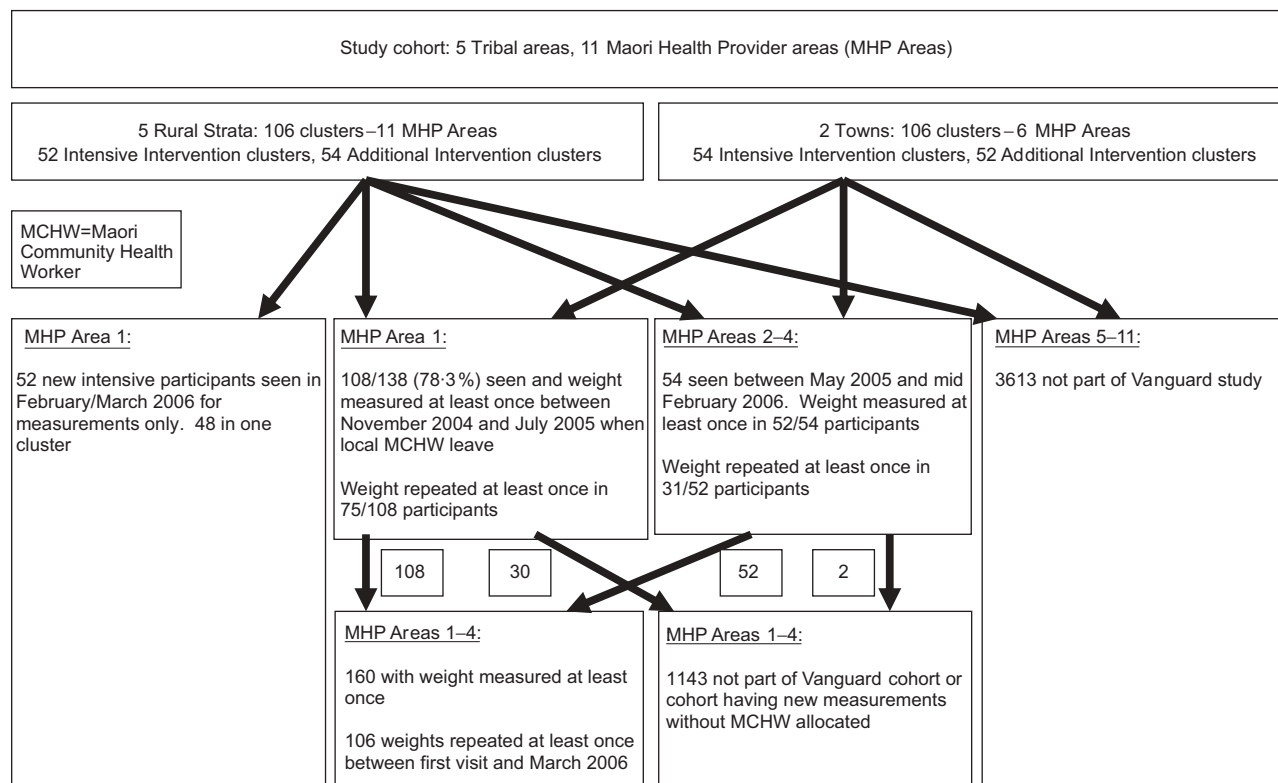 Study cohort: 5 Tribal areas, 11 Maori Health Provider areas (MHP Areas)
5 Rural Strata: 106 clusters–11 MHP Areas
52 Intensive Intervention clusters, 54 Additional Intervention clusters
2 Towns: 106 clusters–6 MHP Areas
54 Intensive Intervention clusters, 52 Additional Intervention clusters
MCHW=Maori
Community Health
Worker
MHP Area 1:
52 new intensive participants seen in
February/March 2006 for
measurements only. 48 in one
cluster
MHP Area 1:
108/138 (78·3%) seen and weight
measured at least once between
November 2004 and July 2005 when
local MCHW leave
Weight repeated at least once in
75/108 participants
MHP Areas 2–4:
54 seen between May 2005 and mid
February 2006. Weight measured at
least once in 52/54 participants
Weight repeated at least once in
31/52 participants
MHP Areas 5–11:
3613 not part of Vanguard study
108
30
52
2
MHP Areas 1–4:
160 with weight measured at least
once
106 weights repeated at least once
between first visit and March 2006
MHP Areas 1–4:
1143 not part of Vanguard cohort or
cohort having new measurements
without MCHW allocated